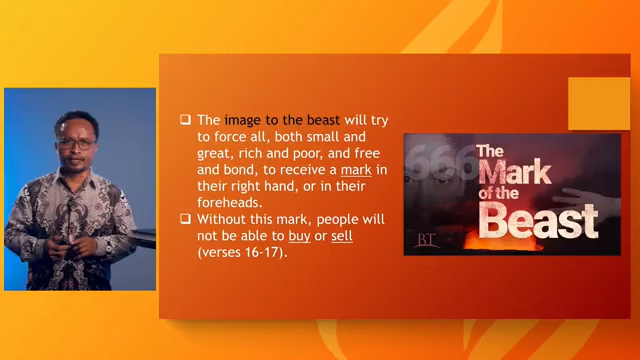 The image to the beast will try
to force all, both small and
great, rich and poor, and free
and bond, to receive a mark in
their right hand, or in their
foreheads.
Without this mark, people will
not be able to buy or sell
(verses 16-17).
666
The
Mark
of the
Beast
BT